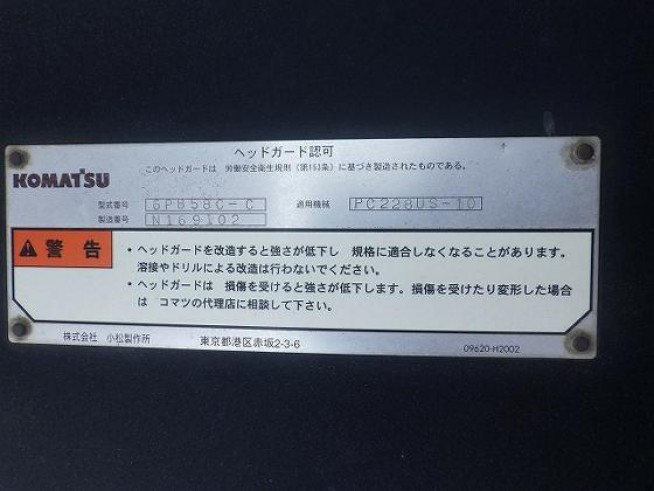 ヘッドガード認可
このヘッドガードは 労働安全衛生規則（第153条）に基づき製造されたものである。
KOMATSU
型式番号 6PB58C-C 適用機械 PC228US-10
製造番号 N169102
警告
・ヘッドガードを改造すると強さが低下し 規格に適合しなくなることがあります。
溶接やドリルによる改造は行わないでください。
・ヘッドガードは 損傷を受けると強さが低下します。損傷を受けたり変形した場合
は コマツの代理店に相談して下さい。
株式会社 小松製作所 東京都港区赤坂2-3-6 09620-H2002